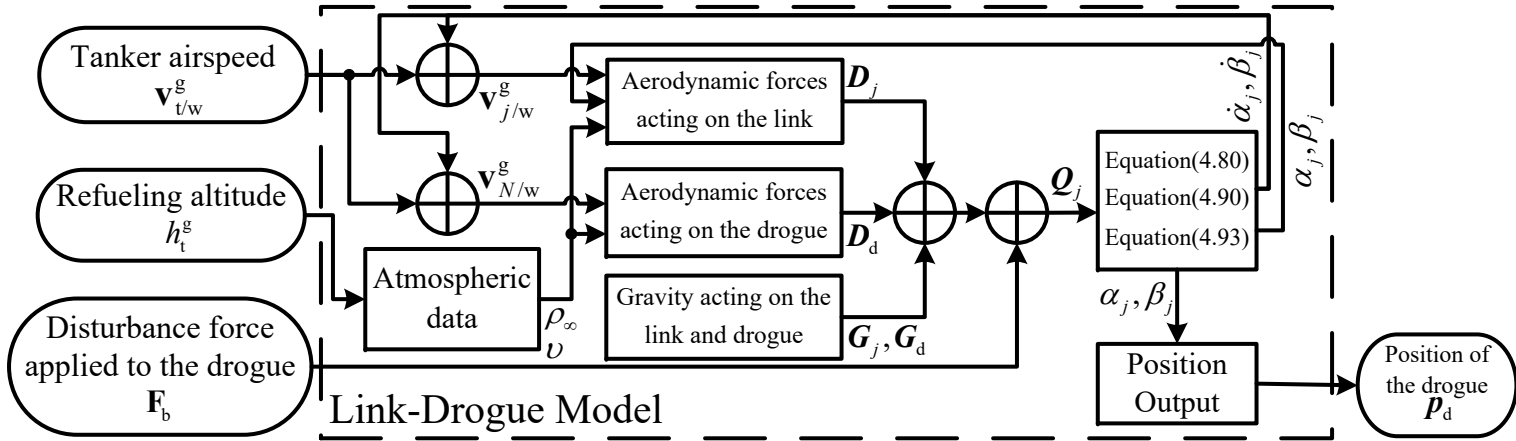 Tanker airspeed
v^g_t/w
Refueling altitude
h^g_t
Disturbance force
applied to the drogue
F_b
v^g_j/w
v^g_N/w
Atmospheric
data
ρ_∞
υ
Aerodynamic forces
acting on the link
D_j
Aerodynamic forces
acting on the drogue
D_d
Gravity acting on the
link and drogue
G_j, G_d
Q_j
Equation(4.80)
Equation(4.90)
Equation(4.93)
α̇_j, β̇_j
α_j, β_j
α_j, β_j
Position
Output
Position of
the drogue
p_d
Link-Drogue Model